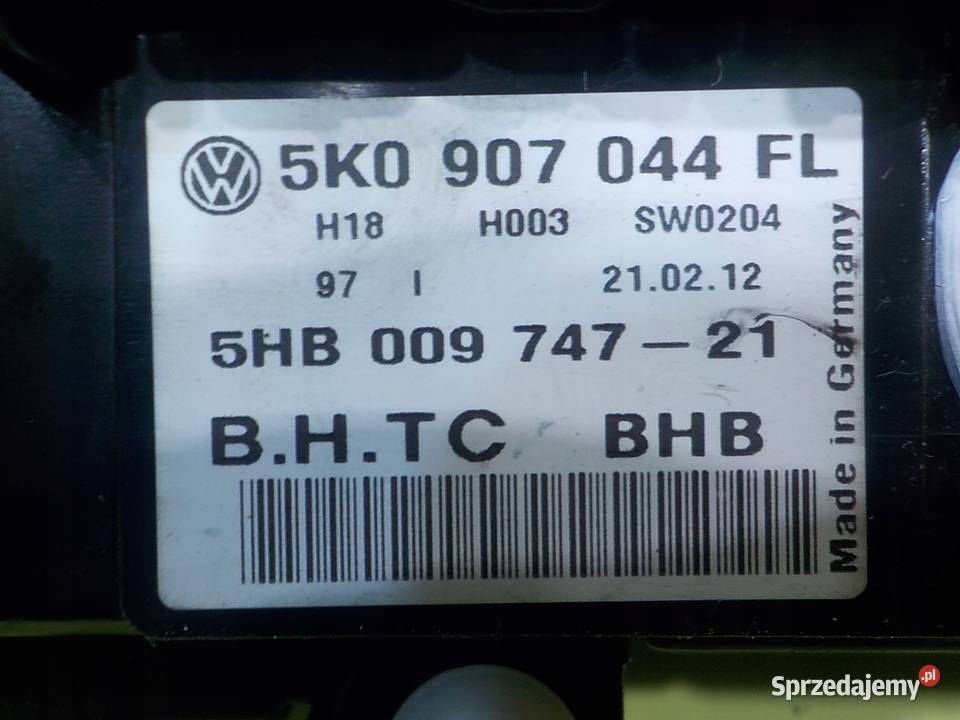 5K0 907 044 FL
H18 H003 SW0204
97 I 21.02.12
5HB 009 747-21
B.H.TC BHB
Made in Germany
Sprzedajemy.pl